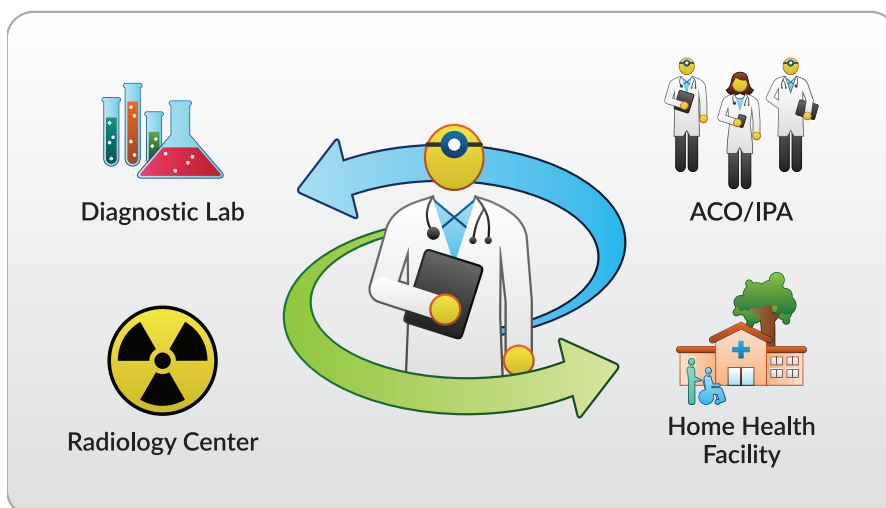 Diagnostic Lab
ACO/IPA
Radiology Center
Home Health
Facility